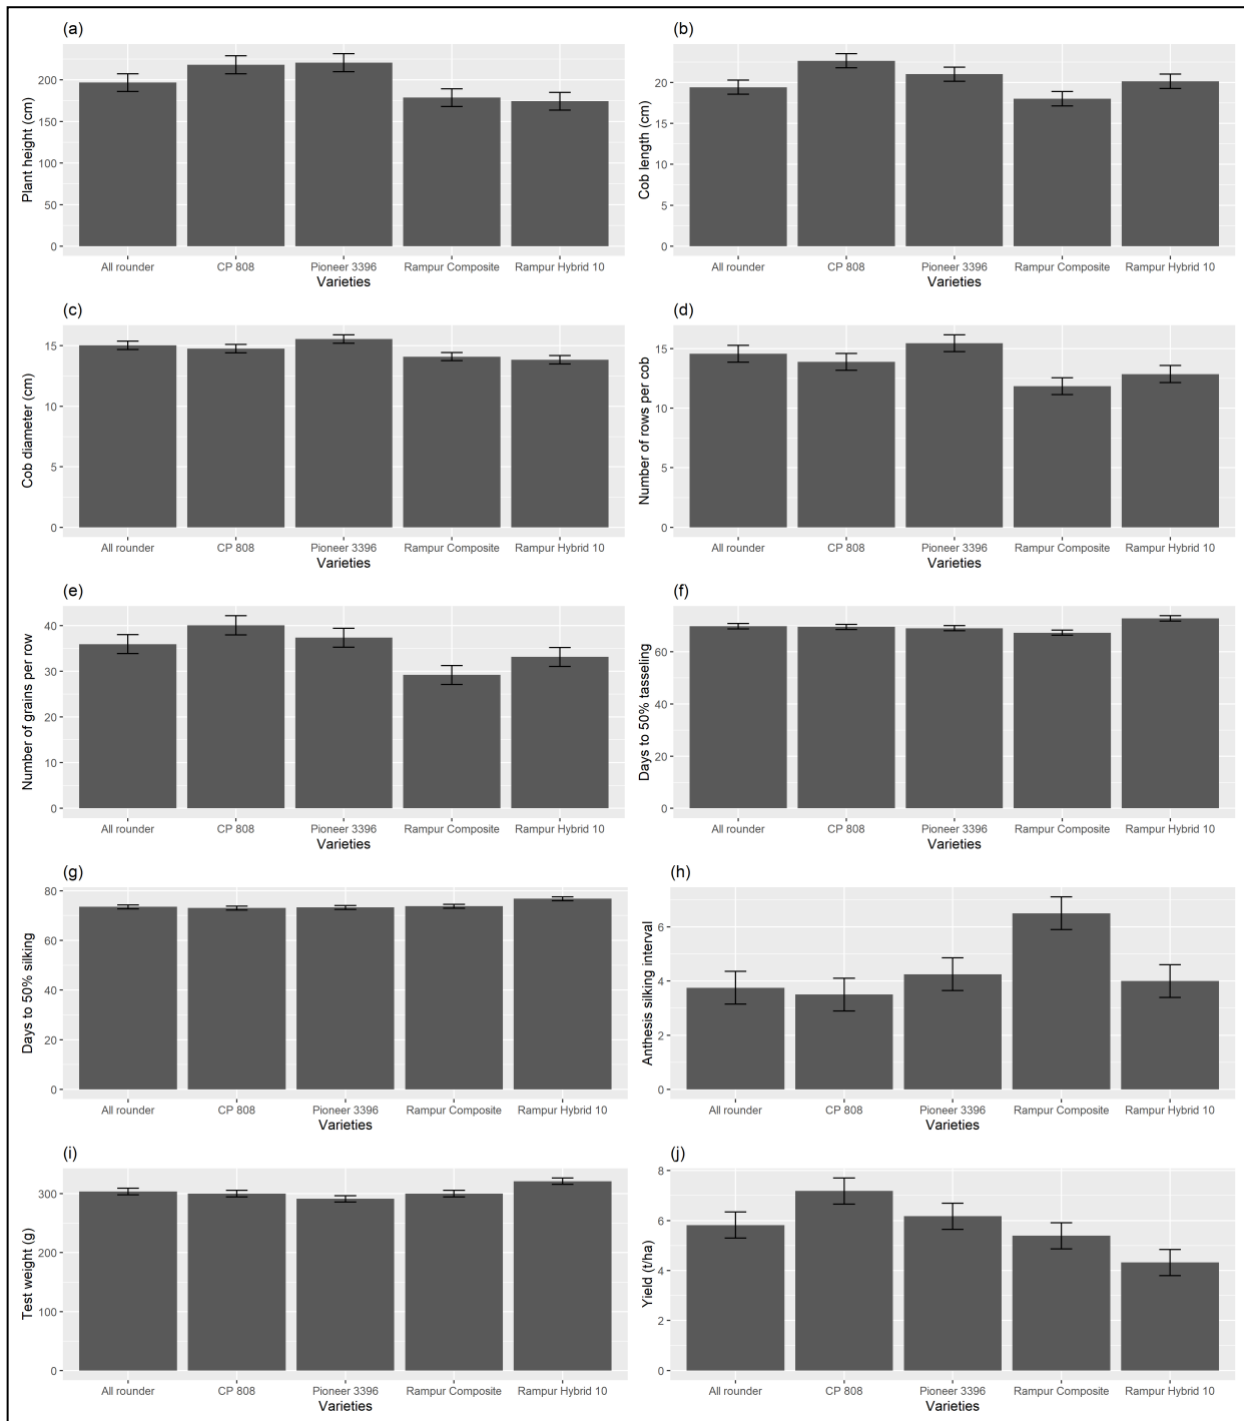 (a)
Plant height (cm)
200
150
100
50
0
All rounder CP 808 Pioneer 3396 Rampur Composite Rampur Hybrid 10
Varieties
(b)
Cob length (cm)
20
15
10
5
0
All rounder CP 808 Pioneer 3396 Rampur Composite Rampur Hybrid 10
Varieties
(c)
Cob diameter (cm)
15
10
5
0
All rounder CP 808 Pioneer 3396 Rampur Composite Rampur Hybrid 10
Varieties
(d)
Number of rows per cob
15
10
5
0
All rounder CP 808 Pioneer 3396 Rampur Composite Rampur Hybrid 10
Varieties
(e)
Number of grains per row
40
30
20
10
0
All rounder CP 808 Pioneer 3396 Rampur Composite Rampur Hybrid 10
Varieties
(f)
Days to 50% tasseling
60
40
20
0
All rounder CP 808 Pioneer 3396 Rampur Composite Rampur Hybrid 10
Varieties
(g)
Days to 50% silking
80
60
40
20
0
All rounder CP 808 Pioneer 3396 Rampur Composite Rampur Hybrid 10
Varieties
(h)
Anthesis silking interval
6
4
2
0
All rounder CP 808 Pioneer 3396 Rampur Composite Rampur Hybrid 10
Varieties
(i)
Test weight (g)
300
200
100
0
All rounder CP 808 Pioneer 3396 Rampur Composite Rampur Hybrid 10
Varieties
(j)
Yield (t/ha)
8
6
4
2
0
All rounder CP 808 Pioneer 3396 Rampur Composite Rampur Hybrid 10
Varieties